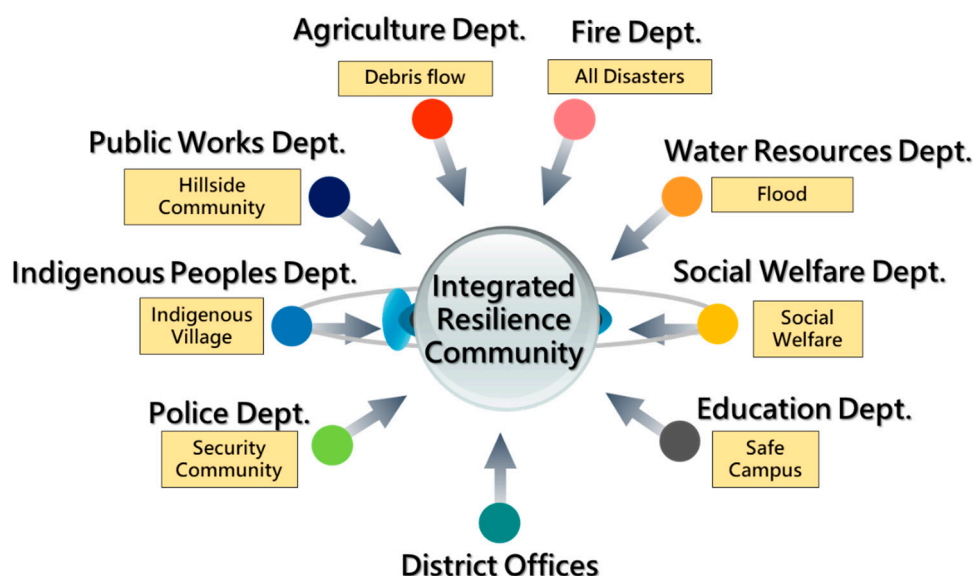 Agriculture Dept.
Debris flow
Fire Dept.
All Disasters
Public Works Dept.
Hillside
Community
Water Resources Dept.
Flood
Indigenous Peoples Dept.
Indigenous
Village
Integrated
Resilience
Community
Social Welfare Dept.
Social
Welfare
Police Dept.
Security
Community
Education Dept.
Safe
Campus
District Offices